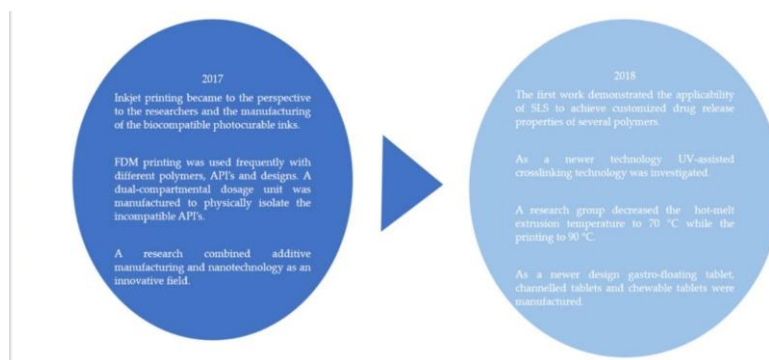 2017
Inkjet printing became to the perspective
to the researchers and the manufacturing
of the biocompatible photocurable inks.
FDM printing was used frequently with
different polymers, API's and designs. A
dual-compartmental dosage unit was
manufactured to physically isolate the
incompatible API's.
A research combined additive
manufacturing and nanotechnology as an
innovative field.
2018
The first work demonstrated the applicability
of SLS to achieve customized drug release
properties of several polymers.
As a newer technology UV-assisted
crosslinking technology was investigated.
A research group decreased the hot-melt
extrusion temperature to 70 °C while the
printing to 90 °C.
As a newer design gastro-floating tablet,
channelled tablets and chewable tablets were
manufactured.